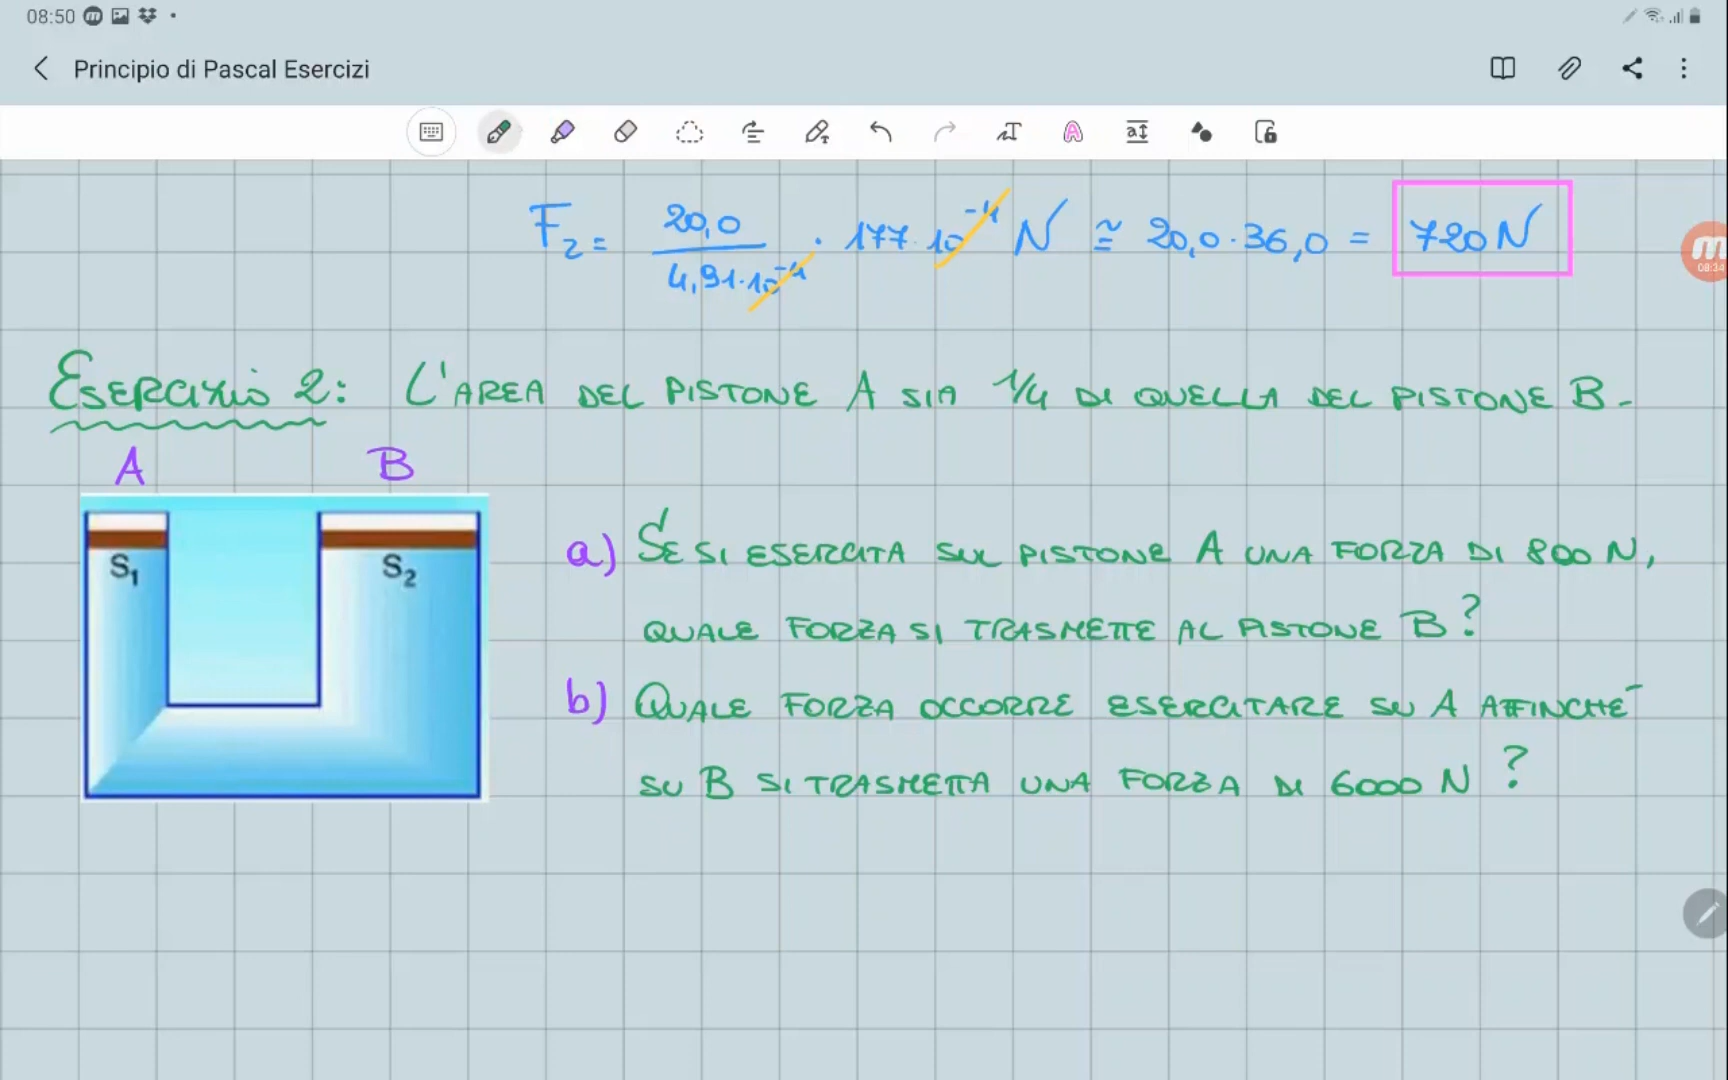 08:50
Principio di Pascal Esercizi
F₂ = 20,0 / 4,91·10⁻⁴ · 177·10⁻⁴ N ≅ 20,0·36,0 = 720 N
08:34
Esercizio 2: L'AREA DEL PISTONE A SIA 1/4 DI QUELLA DEL PISTONE B.
A B
S₁ S₂
a) SE SI ESERCITA SUL PISTONE A UNA FORZA DI 800 N,
QUALE FORZA SI TRASMETTE AL PISTONE B?
b) QUALE FORZA OCCORRE ESERCITARE SU A AFFINCHÉ
SU B SI TRASMETTA UNA FORZA DI 6000 N?